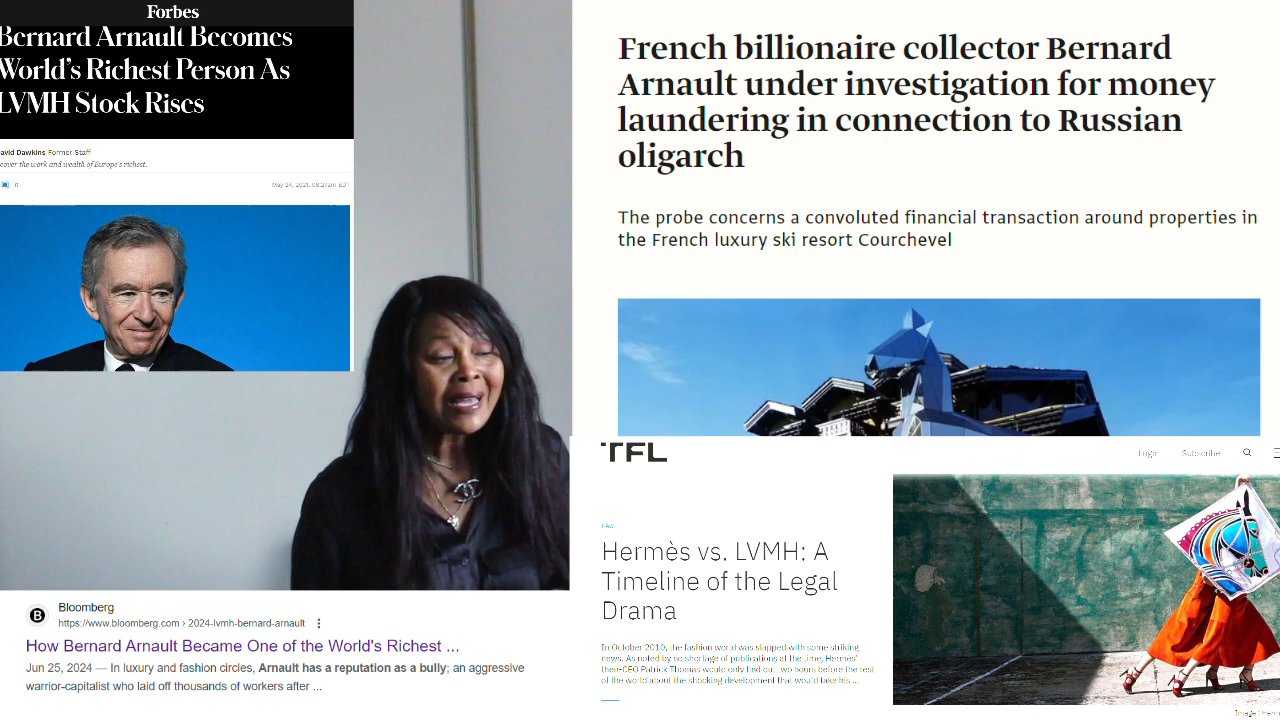 Forbes
Bernard Arnault Becomes
World's Richest Person As
LVMH Stock Rises
David Dawkins Former Staff
cover the work and wealth of Europe's richest.
May 24, 2021, 08:27am EDT
French billionaire collector Bernard
Arnault under investigation for money
laundering in connection to Russian
oligarch
The probe concerns a convoluted financial transaction around properties in
the French luxury ski resort Courchevel
TFL
Login Subscribe
Hermès vs. LVMH: A
Timeline of the Legal
Drama
In October 2010, the fashion world was slapped with some striking
news. As noted by no shortage of publications at the time, Hermès'
then-CEO Patrick Thomas would only find out two hours before the rest
of the world about the shocking development that would take his ...
Bloomberg
https://www.bloomberg.com › 2024-lvmh-bernard-arnault
How Bernard Arnault Became One of the World's Richest ...
Jun 25, 2024 — In luxury and fashion circles, Arnault has a reputation as a bully; an aggressive
warrior-capitalist who laid off thousands of workers after ...